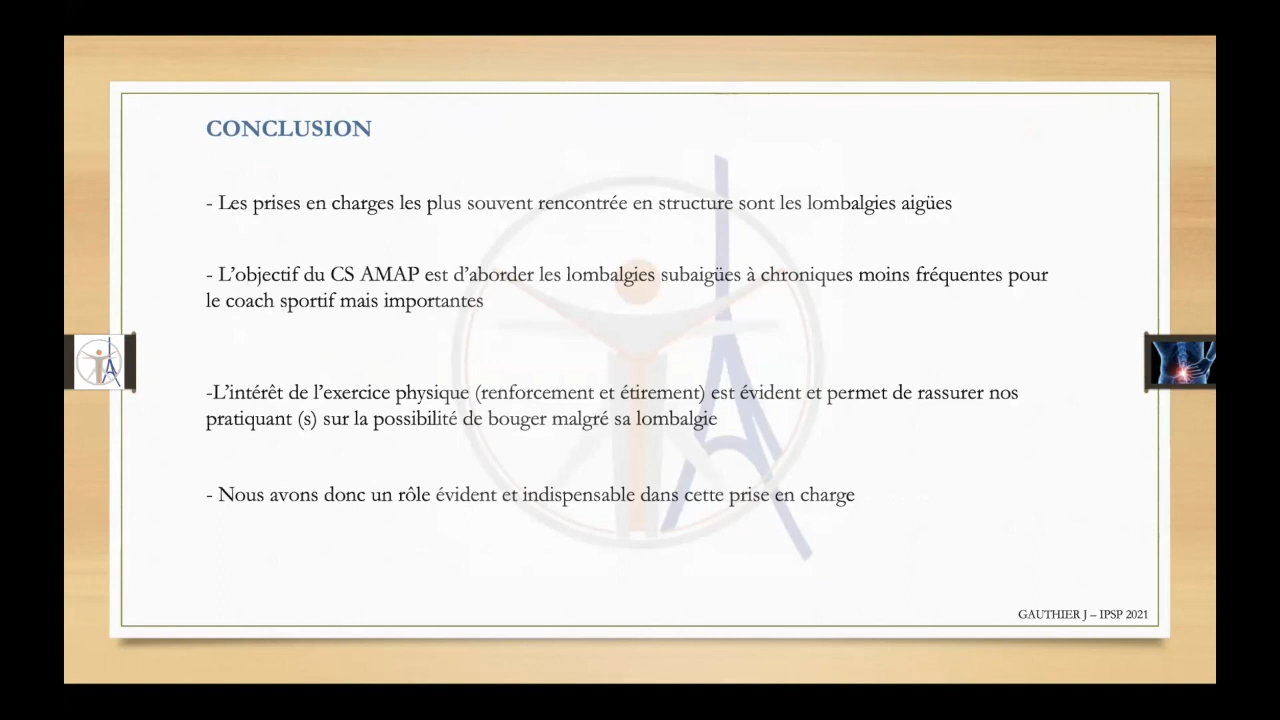 CONCLUSION
- Les prises en charges les plus souvent rencontrée en structure sont les lombalgies aigües
- L'objectif du CS AMAP est d'aborder les lombalgies subaigües à chroniques moins fréquentes pour
le coach sportif mais importantes
-L'intérêt de l'exercice physique (renforcement et étirement) est évident et permet de rassurer nos
pratiquant (s) sur la possibilité de bouger malgré sa lombalgie
- Nous avons donc un rôle évident et indispensable dans cette prise en charge
GAUTHIER J – IPSP 2021